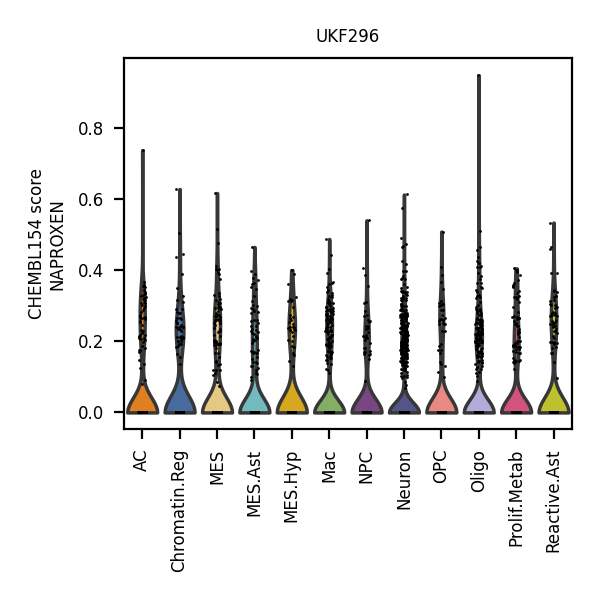 UKF296
CHEMBL154 score
NAPROXEN
0.8
0.6
0.4
0.2
0.0
AC
Chromatin.Reg
MES
MES.Ast
MES.Hyp
Mac
NPC
Neuron
OPC
Oligo
Prolif.Metab
Reactive.Ast